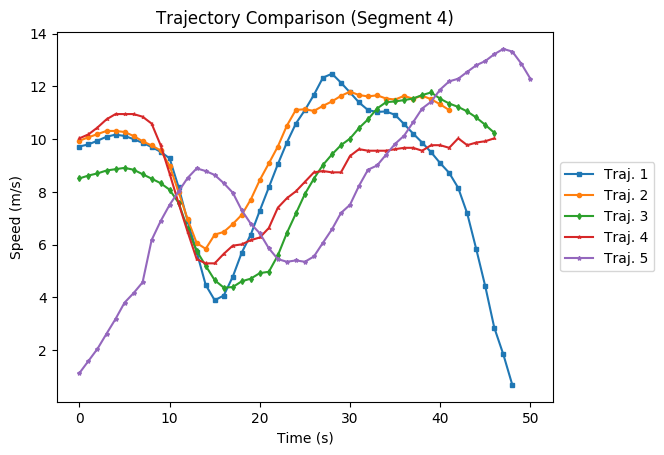 Trajectory Comparison (Segment 4)
14
12
10
8
6
4
2
Speed (m/s)
0
10
20
30
40
50
Time (s)
Traj. 1
Traj. 2
Traj. 3
Traj. 4
Traj. 5